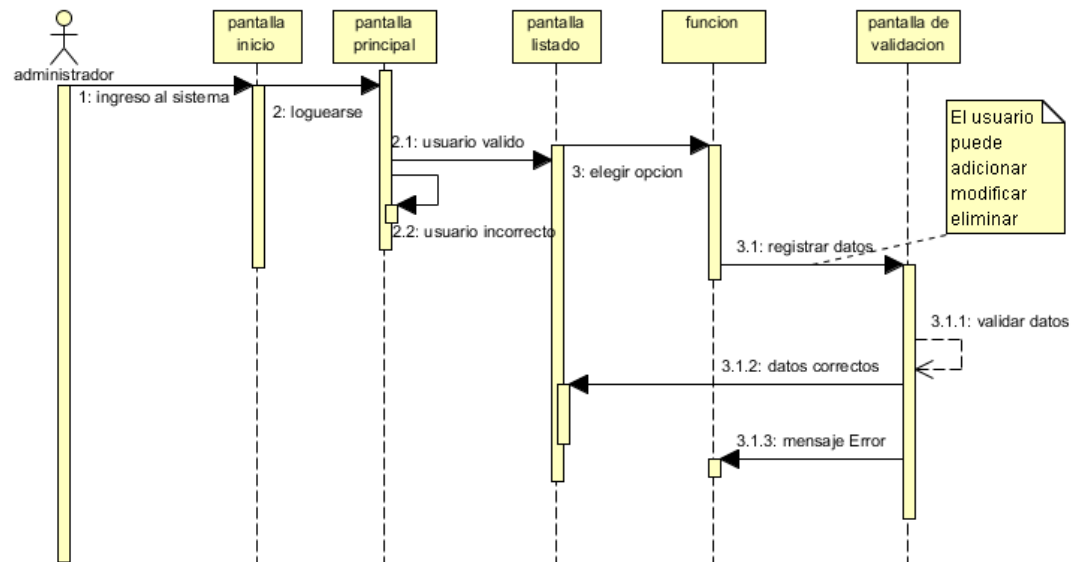 pantalla
inicio
pantalla
principal
pantalla
listado
funcion
pantalla de
validacion
administrador
1: ingreso al sistema
2: loguearse
2.1: usuario valido
3: elegir opcion
2.2: usuario incorrecto
El usuario
puede
adicionar
modificar
eliminar
3.1: registrar datos
3.1.1: validar datos
3.1.2: datos correctos
3.1.3: mensaje Error